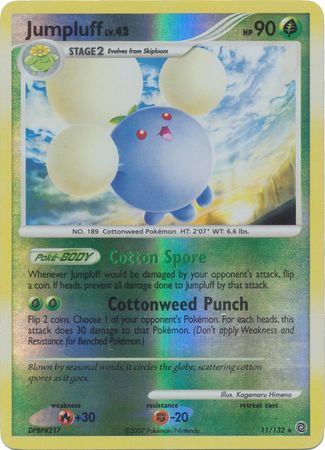 Jumpluff LV.42 HP 90
STAGE2 Evolves from Skiploom
NO. 189 Cottonweed Pokémon HT: 2'07" WT: 6.6 lbs.
Poké-BODY Cotton Spore
Whenever Jumpluff would be damaged by your opponent's attack, flip
a coin. If heads, prevent all damage done to Jumpluff by that attack.
Cottonweed Punch
Flip 2 coins. Choose 1 of your opponent's Pokémon. For each heads, this
attack does 30 damage to that Pokémon. (Don't apply Weakness and
Resistance for Benched Pokémon.)
Blown by seasonal winds, it circles the globe, scattering cotton
spores as it goes.
Illus. Kagemaru Himeno
weakness resistance retreat cost
+30 -20
DPBP#217 ©2007 Pokémon/Nintendo 11/132 ★